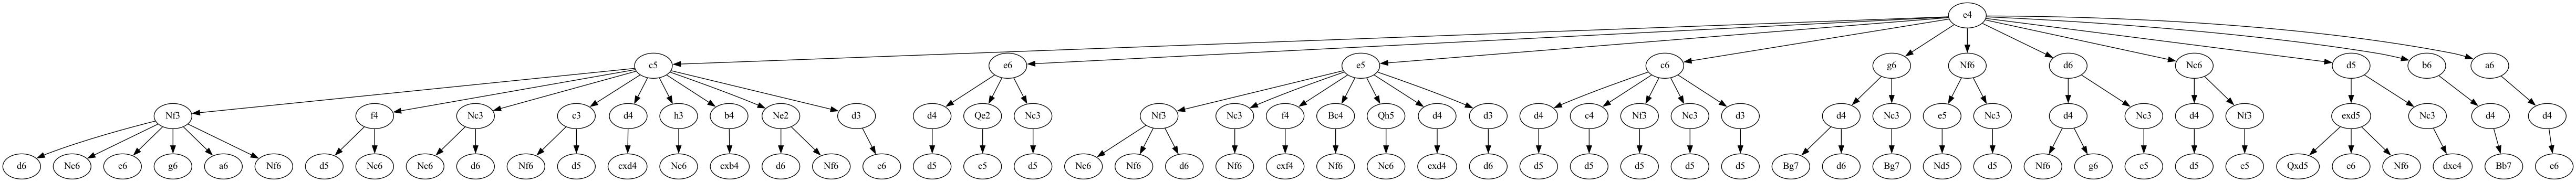 e4
c5 e6 e5 c6 g6 Nf6 d6 Nc6 d5 b6 a6
Nf3 f4 Nc3 c3 d4 h3 b4 Ne2 d3 d4 Qe2 Nc3 Nf3 Nc3 f4 Bc4 Qh5 d4 d3 d4 c4 Nf3 Nc3 d3 d4 Nc3 e5 Nc3 d4 Nc3 d4 Nf3 exd5 Nc3 d4 d4
d6 Nc6 e6 g6 a6 Nf6 d5 Nc6 Nc6 d6 Nf6 d5 cxd4 Nc6 cxb4 d6 Nf6 e6 d5 c5 d5 Nc6 Nf6 d6 Nf6 exf4 Nf6 Nc6 exd4 d6 d5 d5 d5 d5 d5 Bg7 d6 Bg7 Nd5 d5 Nf6 g6 e5 d5 e5 Qxd5 e6 Nf6 dxe4 Bb7 e6